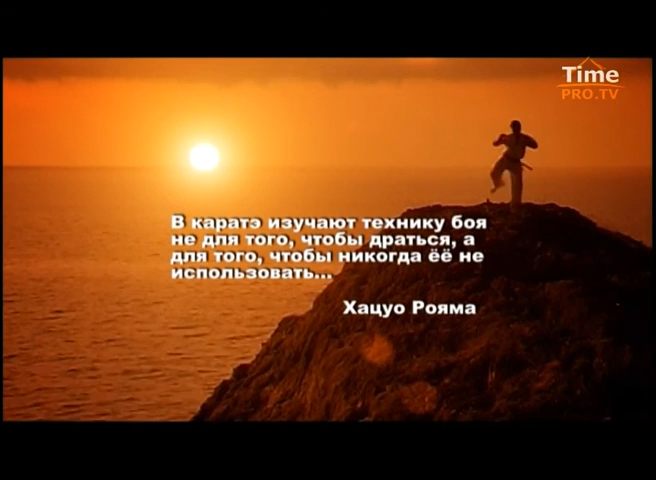 Time
PRO.TV
В каратэ изучают технику боя
не для того, чтобы драться, а
для того, чтобы никогда ёё не
использовать...
Хацуо Рояма